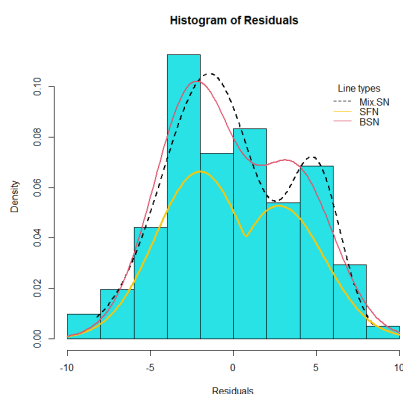 Histogram of Residuals
Line types
Mix.SN
SFN
BSN
Density
0.00
0.02
0.04
0.06
0.08
0.10
-10
-5
0
5
10
Residuals